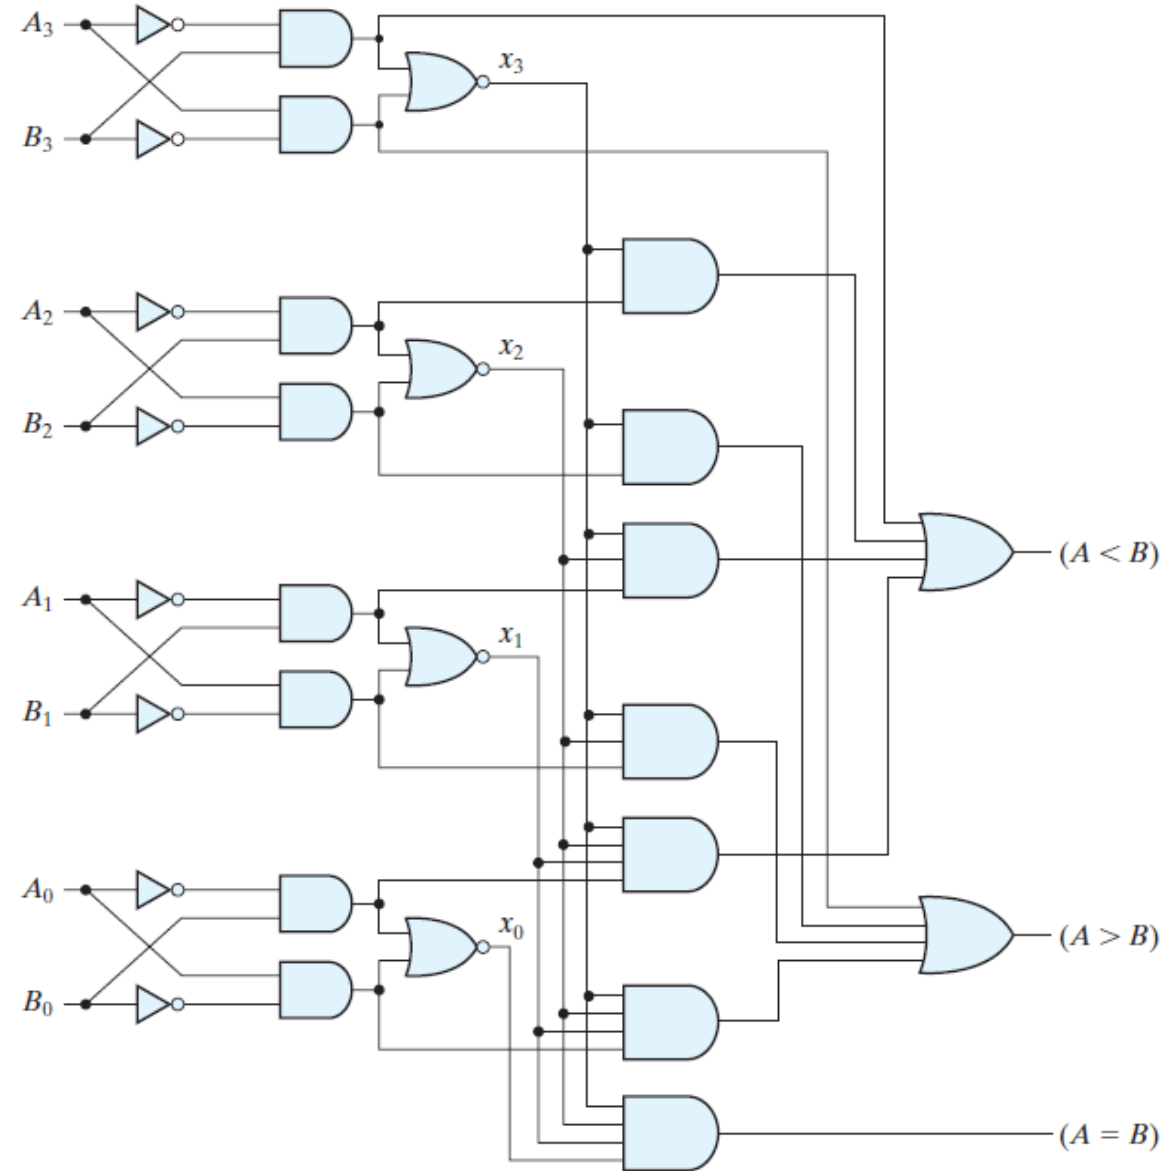 A₃
x₃
B₃
A₂
x₂
B₂
(A < B)
A₁
x₁
B₁
A₀
x₀
(A > B)
B₀
(A = B)